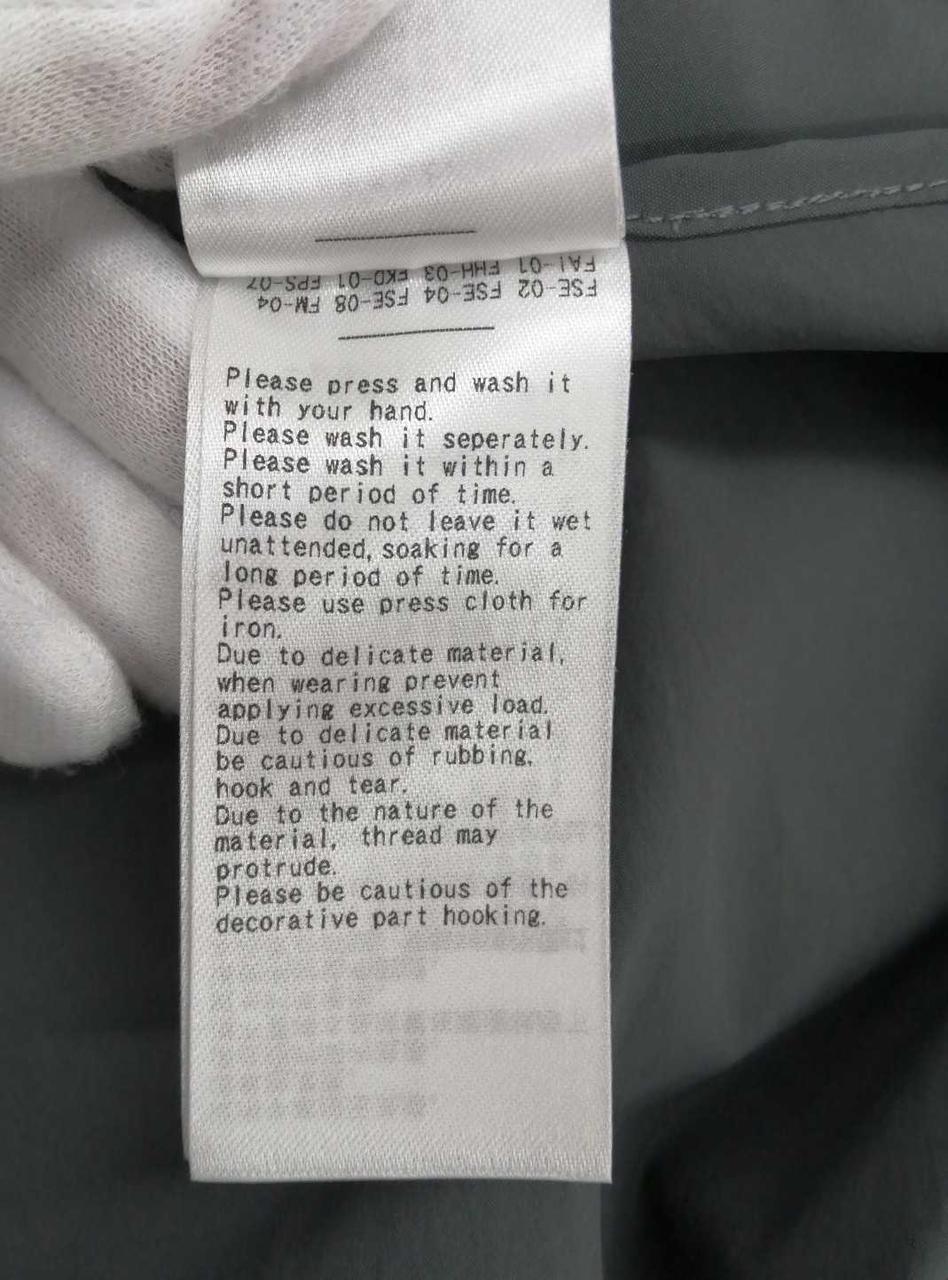 FSE-02 FSE-04 FSE-08 FM-04
FAI-01 FHH-03 FKD-01 FPS-07
Please press and wash it
with your hand.
Please wash it seperately.
Please wash it within a
short period of time.
Please do not leave it wet
unattended, soaking for a
long period of time.
Please use press cloth for
iron.
Due to delicate material,
when wearing prevent
applying excessive load.
Due to delicate material
be cautious of rubbing,
hook and tear.
Due to the nature of the
material, thread may
protrude.
Please be cautious of the
decorative part hooking.